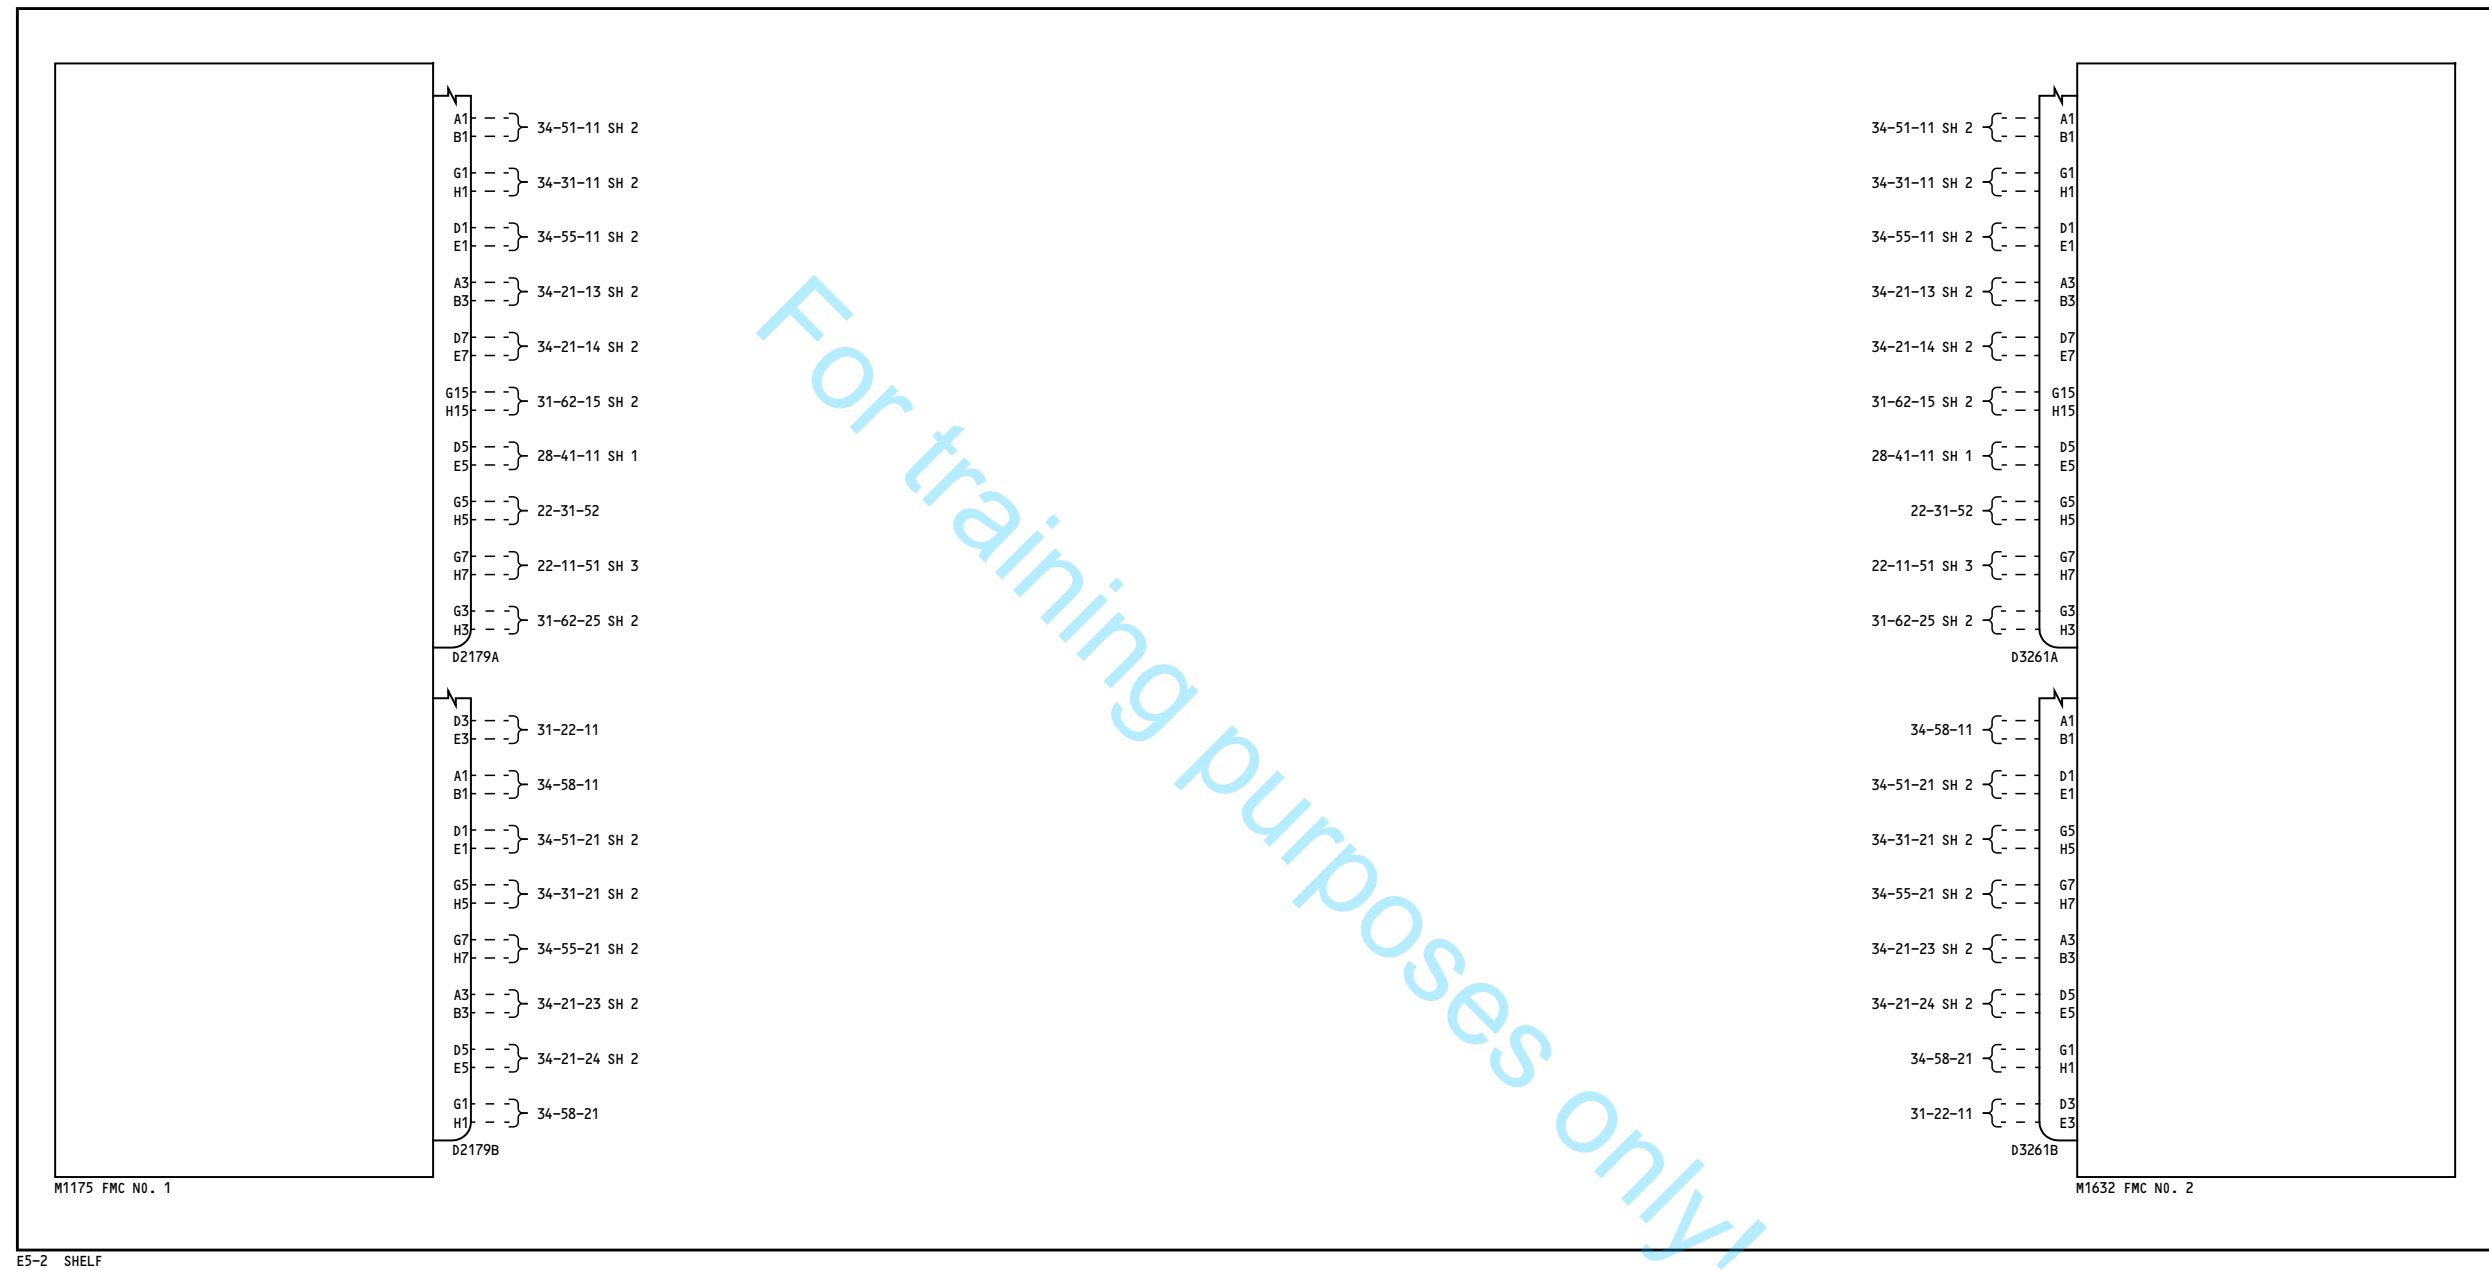 A1
B1
34-51-11 SH 2
G1
H1
34-31-11 SH 2
D1
E1
34-55-11 SH 2
A3
B3
34-21-13 SH 2
D7
E7
34-21-14 SH 2
G15
H15
31-62-15 SH 2
D5
E5
28-41-11 SH 1
G5
H5
22-31-52
G7
H7
22-11-51 SH 3
G3
H3
31-62-25 SH 2
D2179A
D3
E3
31-22-11
A1
B1
34-58-11
D1
E1
34-51-21 SH 2
G5
H5
34-31-21 SH 2
G7
H7
34-55-21 SH 2
A3
B3
34-21-23 SH 2
D5
E5
34-21-24 SH 2
G1
H1
34-58-21
D2179B
M1175 FMC NO. 1
For training purposes only!
34-51-11 SH 2
A1
B1
34-31-11 SH 2
G1
H1
34-55-11 SH 2
D1
E1
34-21-13 SH 2
A3
B3
34-21-14 SH 2
D7
E7
31-62-15 SH 2
G15
H15
28-41-11 SH 1
D5
E5
22-31-52
G5
H5
22-11-51 SH 3
G7
H7
31-62-25 SH 2
G3
H3
D3261A
34-58-11
A1
B1
34-51-21 SH 2
D1
E1
34-31-21 SH 2
G5
H5
34-55-21 SH 2
G7
H7
34-21-23 SH 2
A3
B3
34-21-24 SH 2
D5
E5
34-58-21
G1
H1
31-22-11
D3
E3
D3261B
M1632 FMC NO. 2
E5-2 SHELF